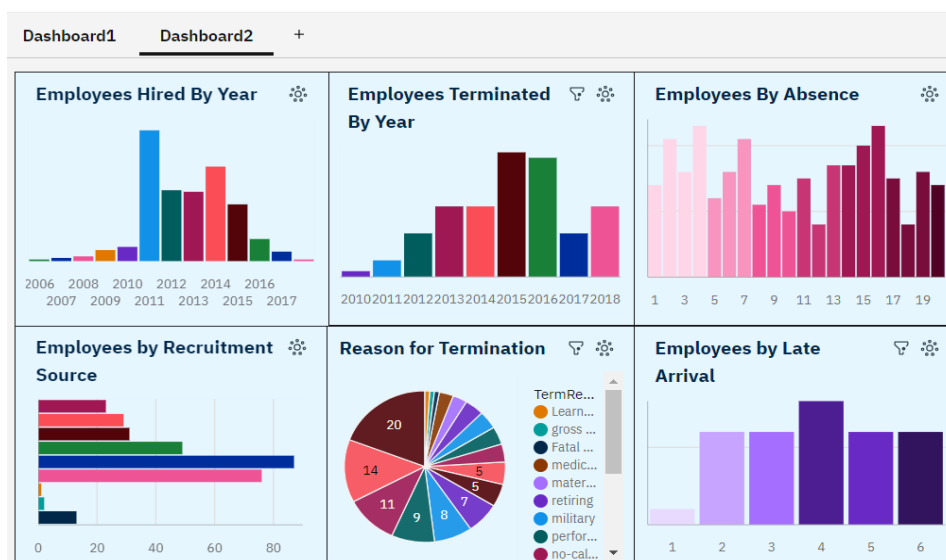 Dashboard1 Dashboard2 +
Employees Hired By Year
2006 2008 2010 2012 2014 2016
2007 2009 2011 2013 2015 2017
Employees Terminated
By Year
2010 2011 2012 2013 2014 2015 2016 2017 2018
Employees By Absence
1 3 5 7 9 11 13 15 17 19
Employees by Recruitment
Source
0 20 40 60 80
Reason for Termination
20
14
11
9
8
7
5
5
TermRe...
Learn...
gross ...
Fatal ...
medic...
mater...
retiring
military
perfor...
no-cal...
Employees by Late
Arrival
1 2 3 4 5 6